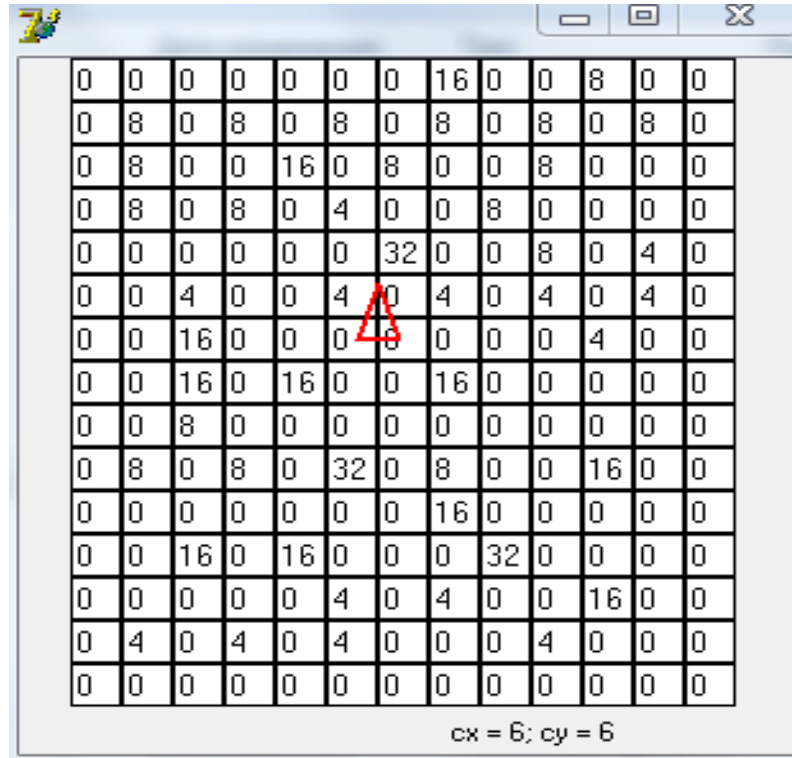 0 0 0 0 0 0 0 16 0 0 8 0 0
0 8 0 8 0 8 0 8 0 8 0 8 0
0 8 0 0 16 0 8 0 0 8 0 0 0
0 8 0 8 0 4 0 0 8 0 0 0 0
0 0 0 0 0 0 32 0 0 8 0 4 0
0 0 4 0 0 4 0 4 0 4 0 4 0
0 0 16 0 0 0 0 0 0 0 4 0 0
0 0 16 0 16 0 0 16 0 0 0 0 0
0 0 8 0 0 0 0 0 0 0 0 0 0
0 8 0 8 0 32 0 8 0 0 16 0 0
0 0 0 0 0 0 0 16 0 0 0 0 0
0 0 16 0 16 0 0 0 32 0 0 0 0
0 0 0 0 0 4 0 4 0 0 16 0 0
0 4 0 4 0 4 0 0 0 4 0 0 0
0 0 0 0 0 0 0 0 0 0 0 0 0
cx = 6; cy = 6